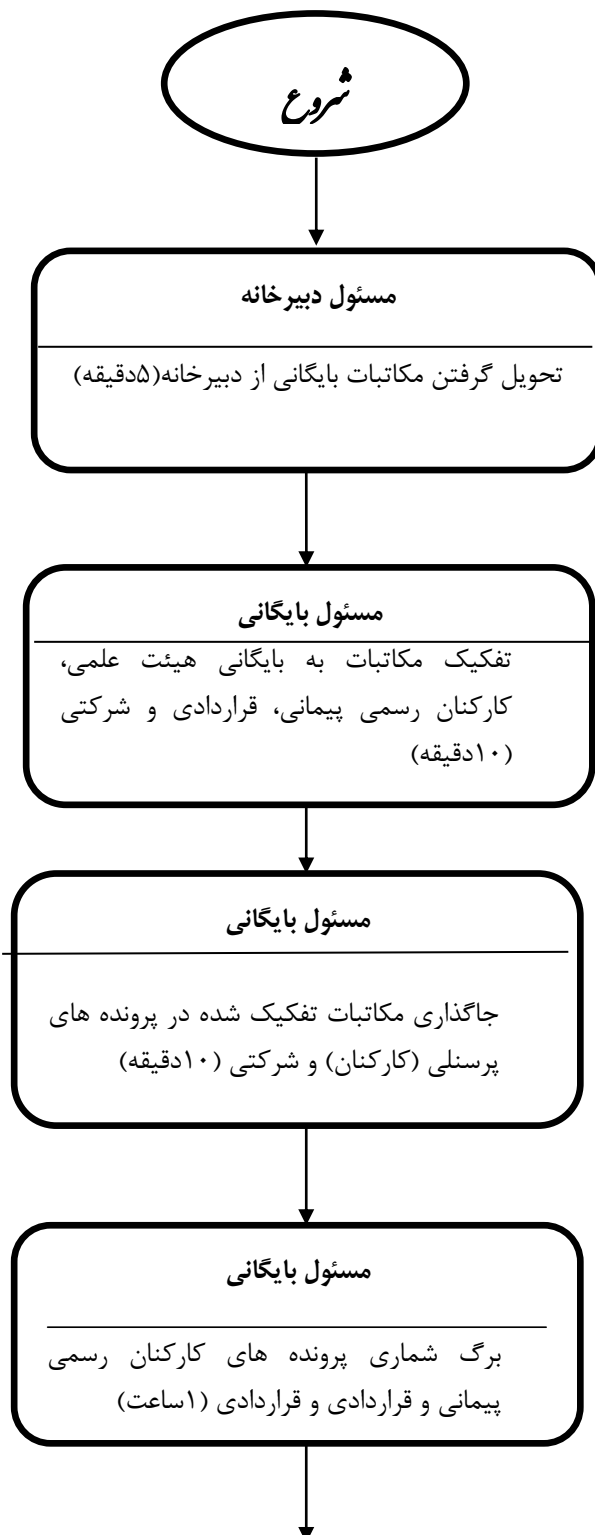 شروع
مسئول دبیرخانه
تحویل گرفتن مکاتبات بایگانی از دبیرخانه(۵دقیقه)
مسئول بایگانی
تفکیک مکاتبات به بایگانی هیئت علمی،
کارکنان رسمی پیمانی، قراردادی و شرکتی
(۱۰دقیقه)
مسئول بایگانی
جاگذاری مکاتبات تفکیک شده در پرونده های
پرسنلی (کارکنان) و شرکتی (۱۰دقیقه)
مسئول بایگانی
برگ شماری پرونده های کارکنان رسمی
پیمانی و قراردادی و قراردادی (۱ساعت)